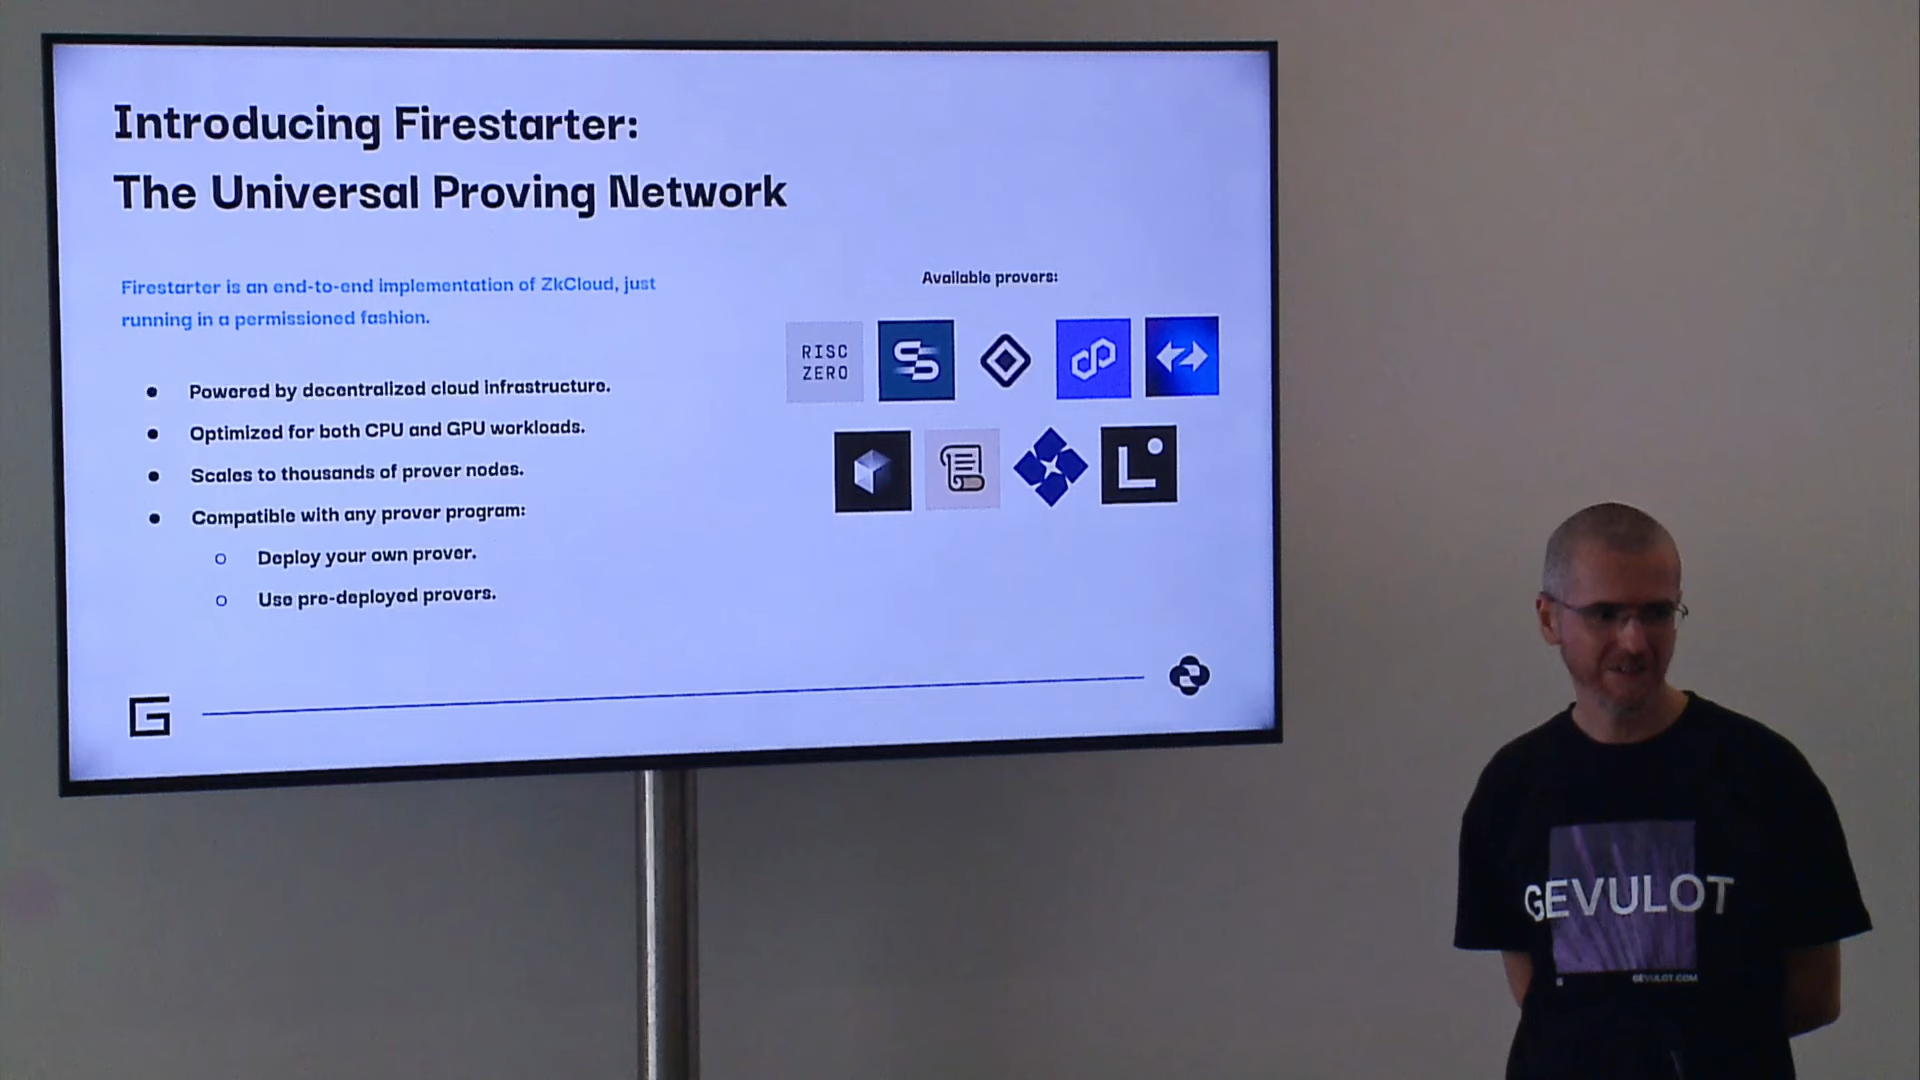 Introducing Firestarter:
The Universal Proving Network
Firestarter is an end-to-end implementation of ZkCloud, just
running in a permissioned fashion.
Powered by decentralized cloud infrastructure.
Optimized for both CPU and GPU workloads.
Scales to thousands of prover nodes.
Compatible with any prover program:
Deploy your own prover.
Use pre-deployed provers.
Available provers:
RISC
ZERO
GEVULOT
GEVULOT.COM